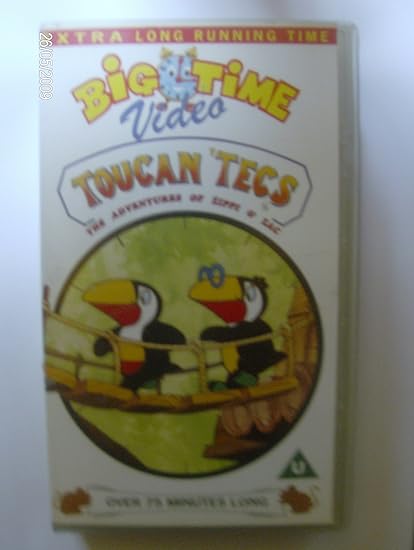 EXTRA LONG RUNNING TIME
BIG TIME
Video
TOUCAN 'TECS
THE ADVENTURES OF ZIPPI & ZAC
U
OVER 75 MINUTES LONG
26/05/2009